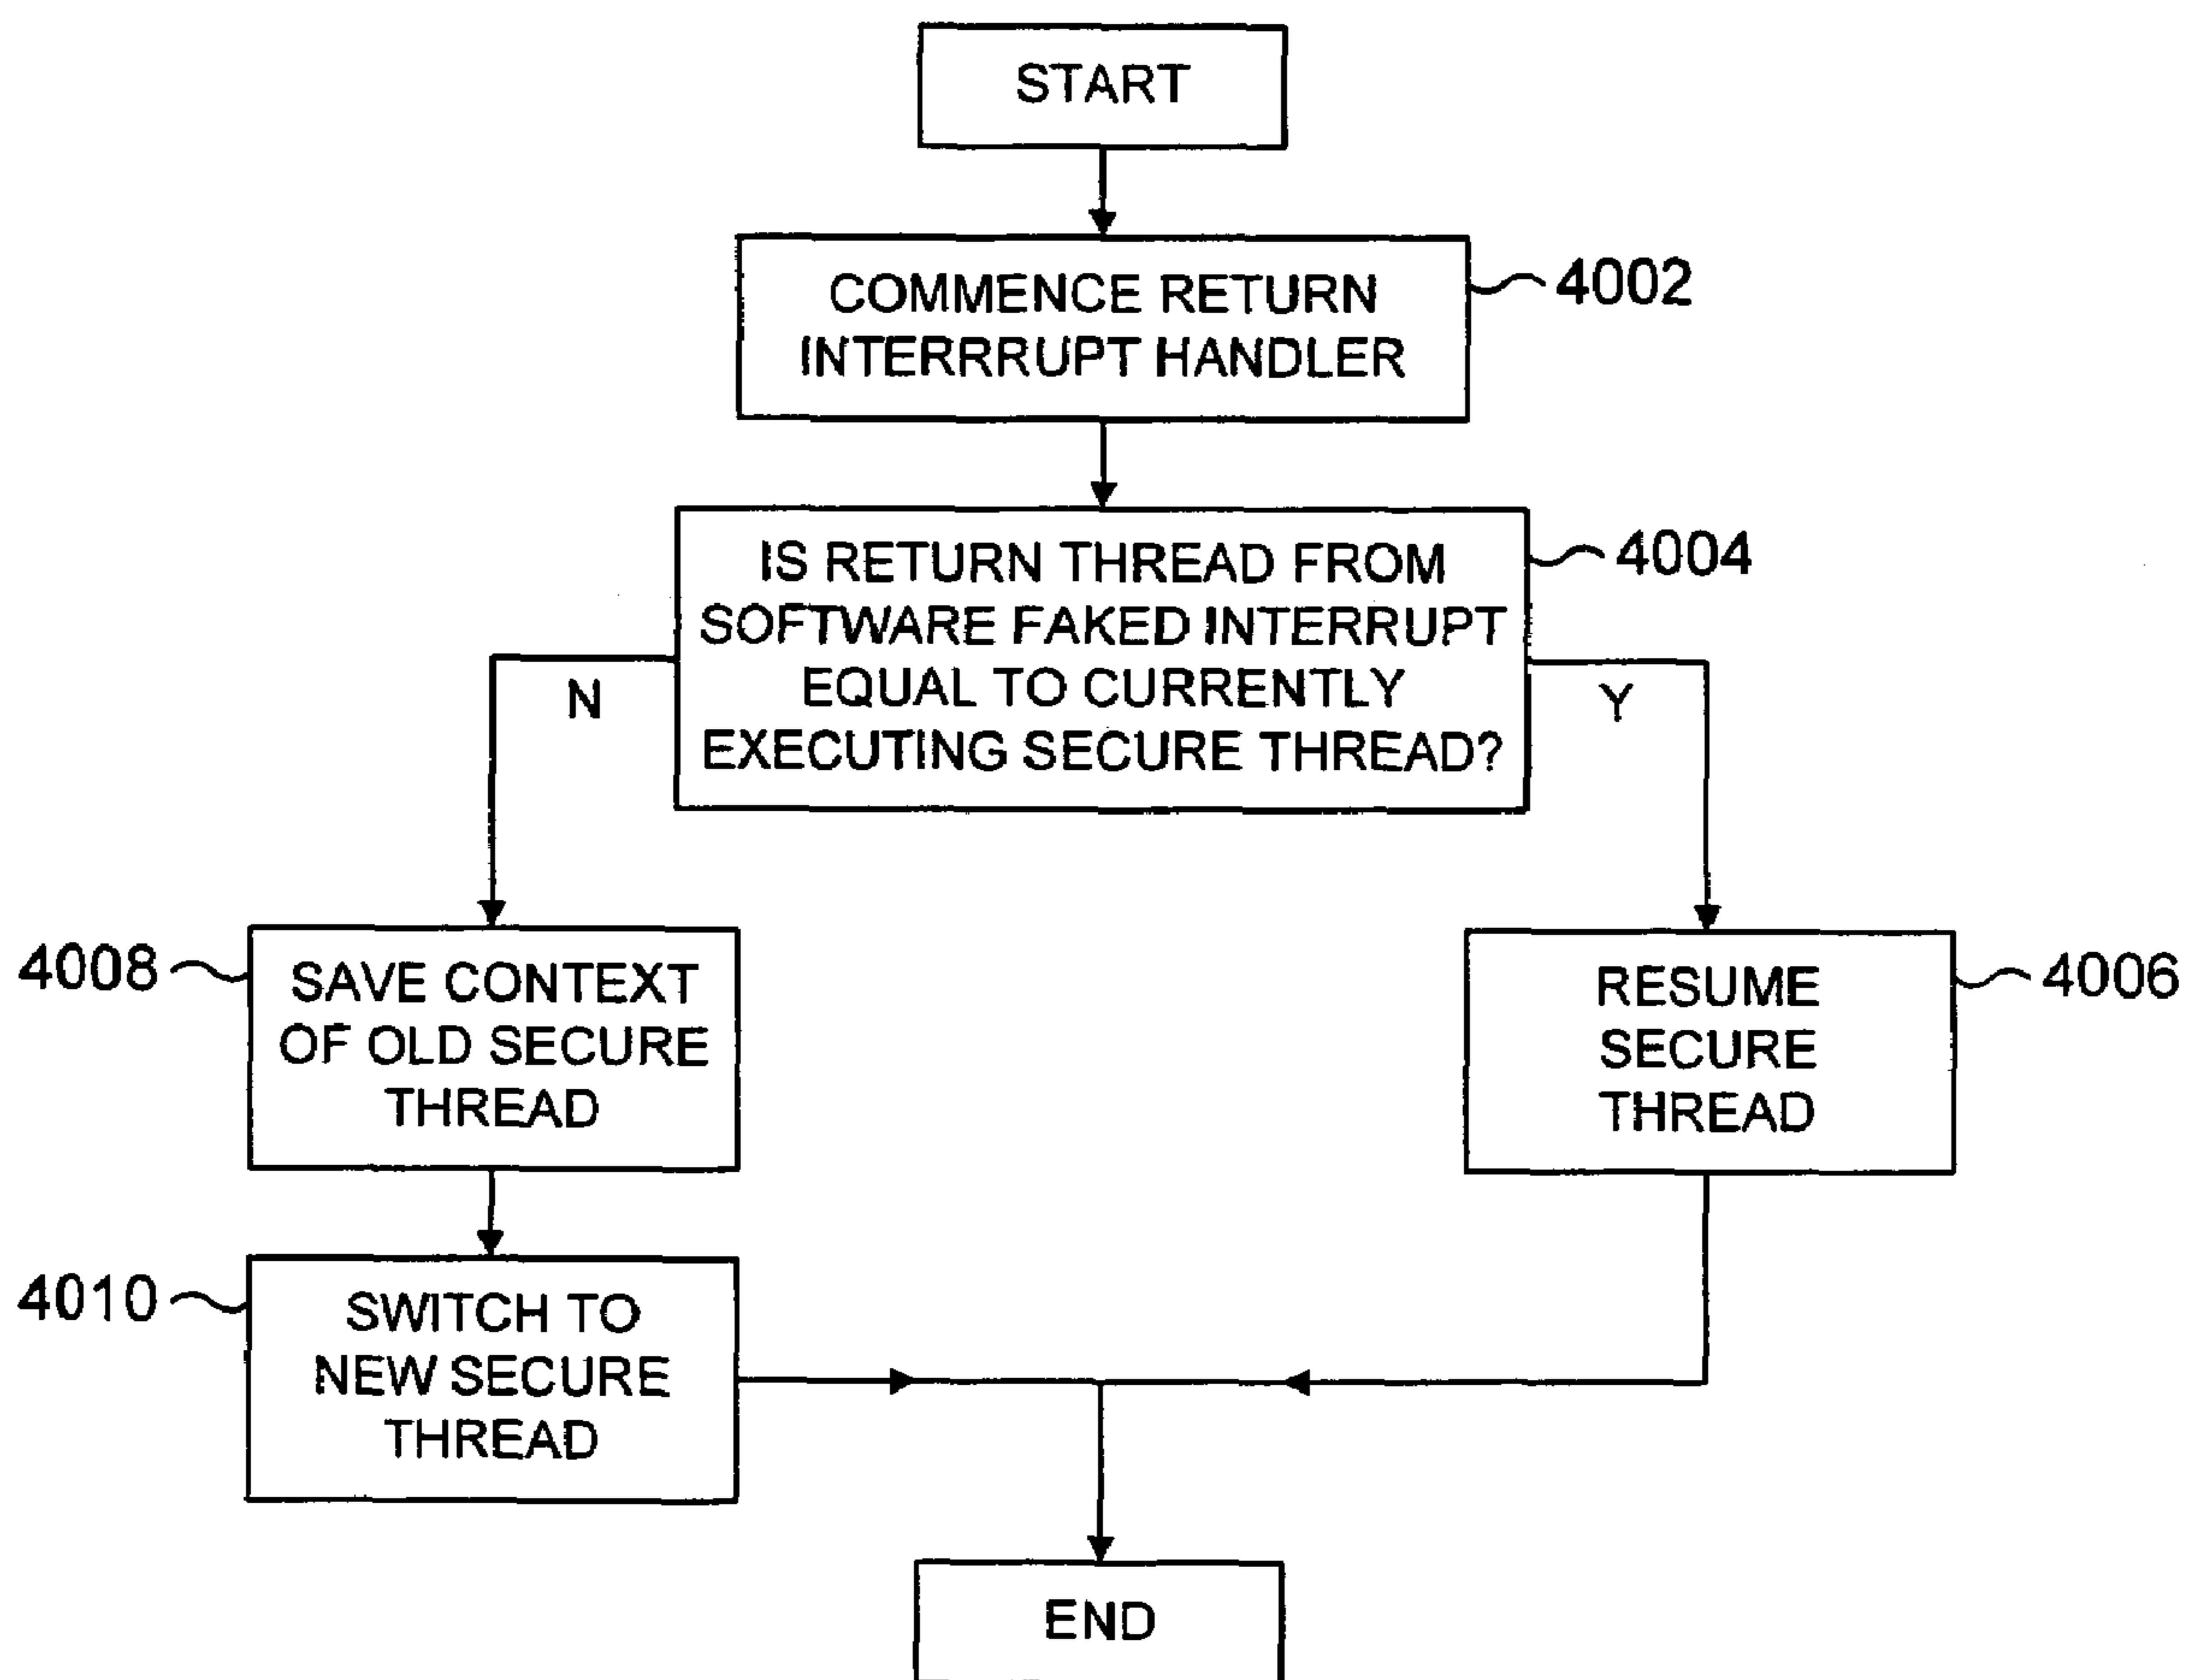 START
COMMENCE RETURN
INTERRRUPT HANDLER
4002
IS RETURN THREAD FROM
SOFTWARE FAKED INTERRUPT
EQUAL TO CURRENTLY
EXECUTING SECURE THREAD?
4004
N
Y
4008
SAVE CONTEXT
OF OLD SECURE
THREAD
RESUME
SECURE
THREAD
4006
4010
SWITCH TO
NEW SECURE
THREAD
END